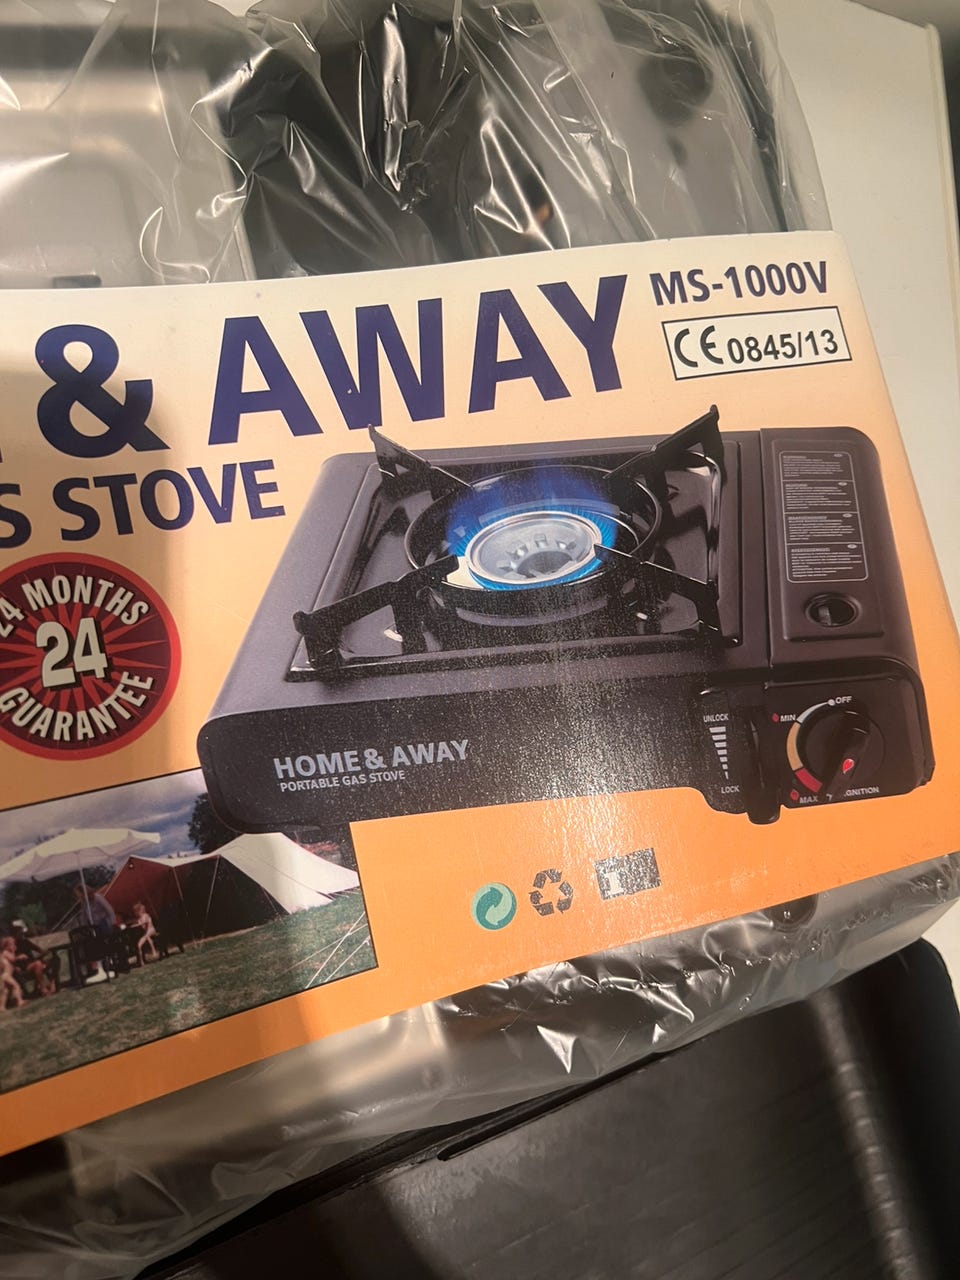 & AWAY
MS-1000V
CE 0845/13
S STOVE
24 MONTHS
24
GUARANTEE
HOME & AWAY
PORTABLE GAS STOVE
UNLOCK
LOCK
OFF
MIN
MAX
IGNITION